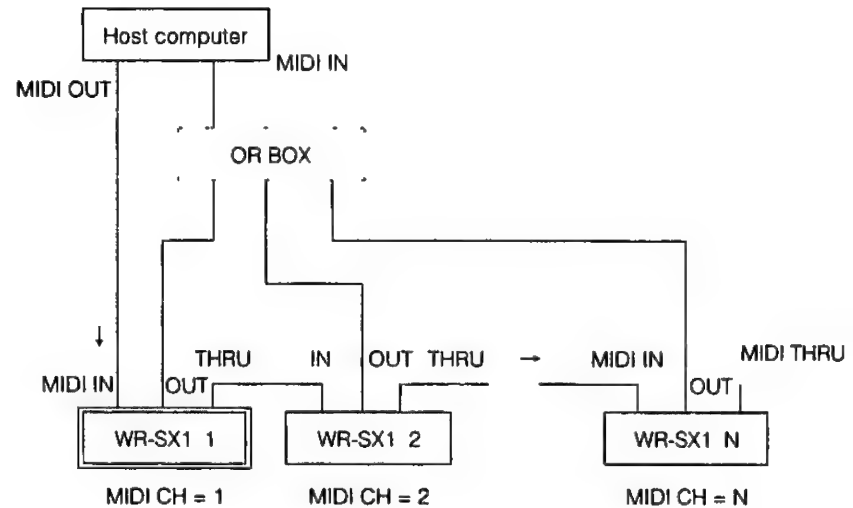 Host computer
MIDI IN
MIDI OUT
OR BOX
THRU IN OUT THRU → MIDI IN MIDI THRU
MIDI IN OUT OUT
WR-SX1 1 WR-SX1 2 WR-SX1 N
MIDI CH = 1 MIDI CH = 2 MIDI CH = N